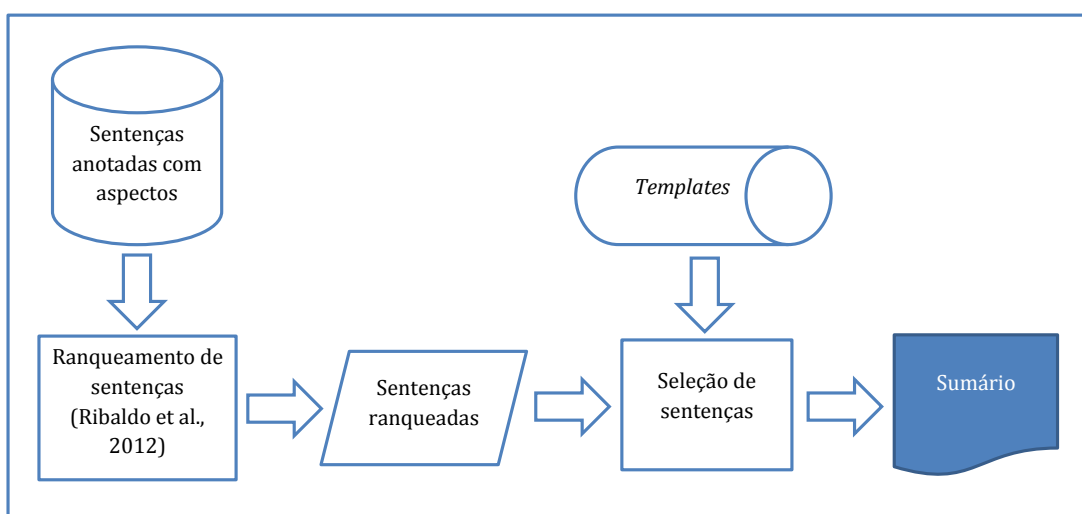 Sentenças
anotadas com
aspectos
Templates
Ranqueamento de
sentenças
(Ribaldo et al.,
2012)
Sentenças
ranqueadas
Seleção de
sentenças
Sumário